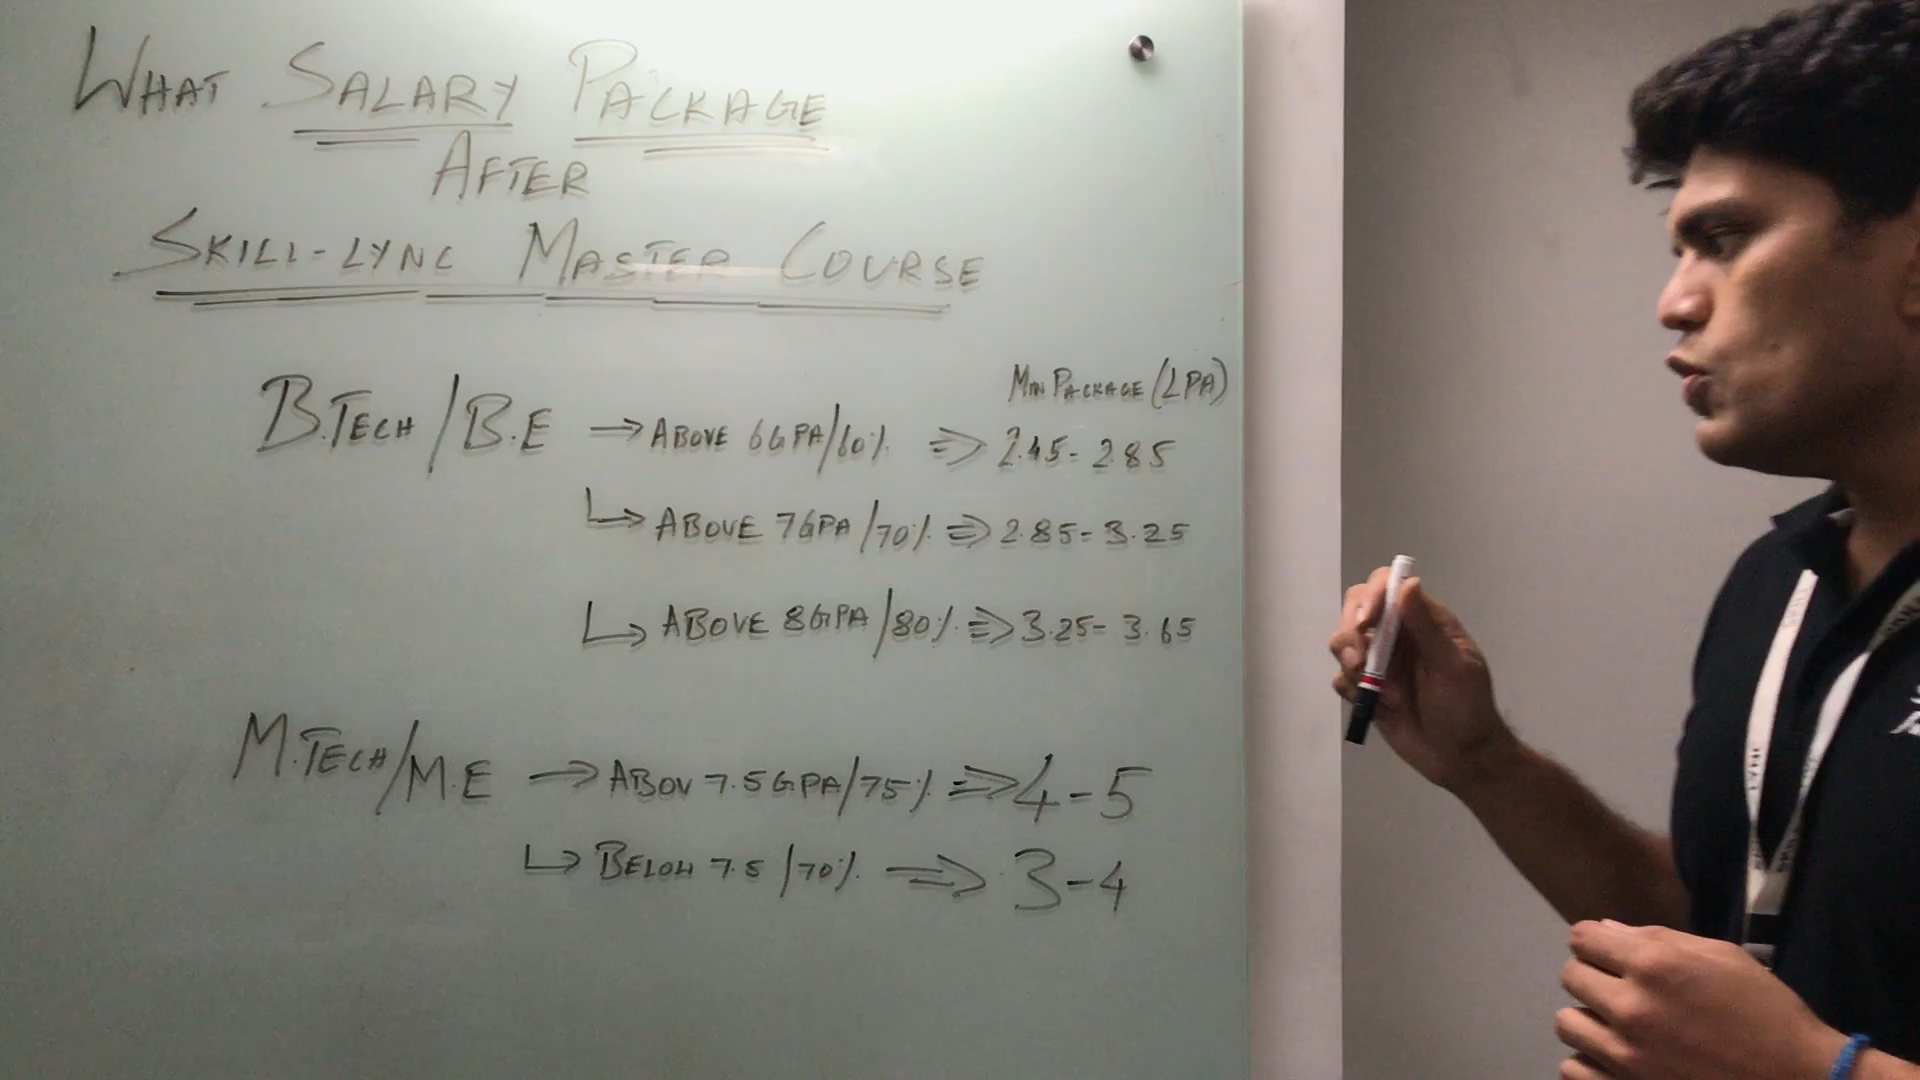 WHAT SALARY PACKAGE
AFTER
SKILL-LYNC MASTER COURSE
MIN PACKAGE (LPA)
B.TECH/B.E → ABOVE 6GPA/60% ⇒ 2.45 - 2.85
↳ ABOVE 7GPA/70% ⇒ 2.85 - 3.25
↳ ABOVE 8GPA/80% ⇒ 3.25 - 3.65
M.TECH/M.E → ABOV 7.5GPA/75% ⇒ 4-5
↳ BELOW 7.5/70% ⇒ 3-4